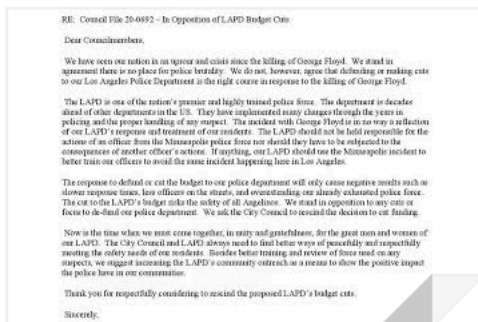 RE: Council File 20-0692 – In Opposition of LAPD Budget Cuts
Dear Councilmembers,
We have seen our nation in an uproar and crisis since the killing of George Floyd. We stand in
agreement there is no place for police brutality. We do not, however, agree that defunding or making cuts
to our Los Angeles Police Department is the right course in response to the killing of George Floyd.
The LAPD is one of the nation's premier and highly trained police force. The department is decades
ahead of other departments in the US. They have implemented many changes through the years in
policing and the proper handling of any suspects. The incident with George Floyd is in no way a reflection
of our LAPD's response and treatment of our residents. The LAPD should not be held responsible for the
actions of an officer from the Minneapolis police force nor should they have to be subjected to the
consequences of another officer's actions. If anything, our LAPD should use the Minneapolis incident to
better train our officers to avoid the same incident happening here in Los Angeles.
The response to defund or cut the budget to our police department will only cause negative results such as
slower response times, less officers on the streets, and overextending our already exhausted police force.
The cut to the LAPD's budget risks the safety of all Angelinos. We stand in opposition to any cuts or
focus to de-fund our police department. We ask the City Council to rescind the decision to cut funding.
Now is the time when we must come together, in unity and gratefulness, for the great men and women of
our LAPD. The City Council and LAPD always need to find better ways of peacefully and respectfully
meeting the safety needs of our residents. Besides better training and review of force used on any
suspects, we suggest increasing the LAPD's community outreach as a means to show the positive impact
the police have in our communities.
Thank you for respectfully considering to rescind the proposed LAPD's budget cuts.
Sincerely,